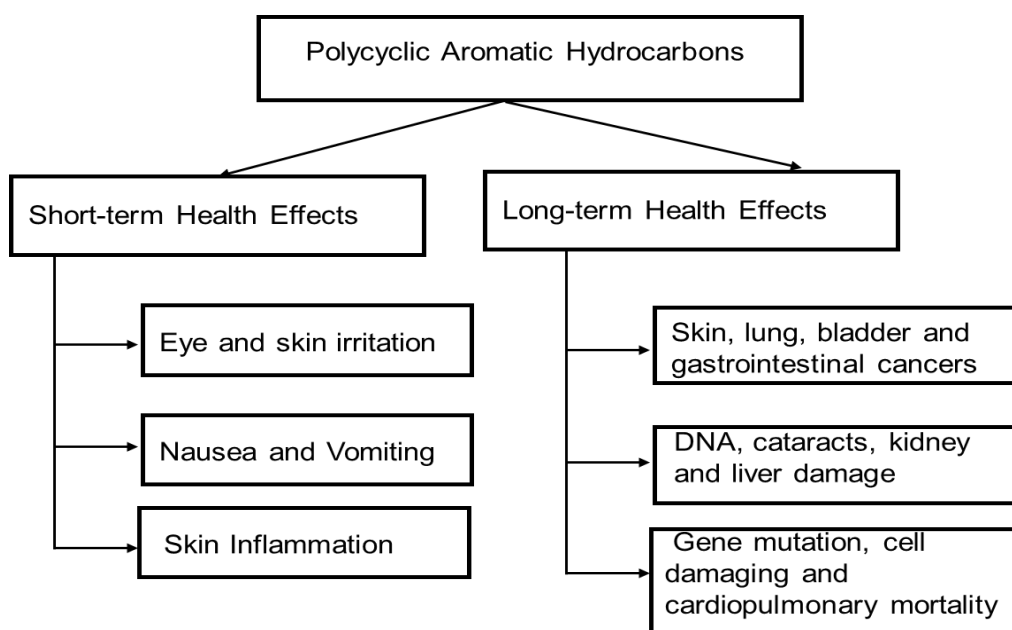 Polycyclic Aromatic Hydrocarbons
Short-term Health Effects
Eye and skin irritation
Nausea and Vomiting
Skin Inflammation
Long-term Health Effects
Skin, lung, bladder and
gastrointestinal cancers
DNA, cataracts, kidney
and liver damage
Gene mutation, cell
damaging and
cardiopulmonary mortality